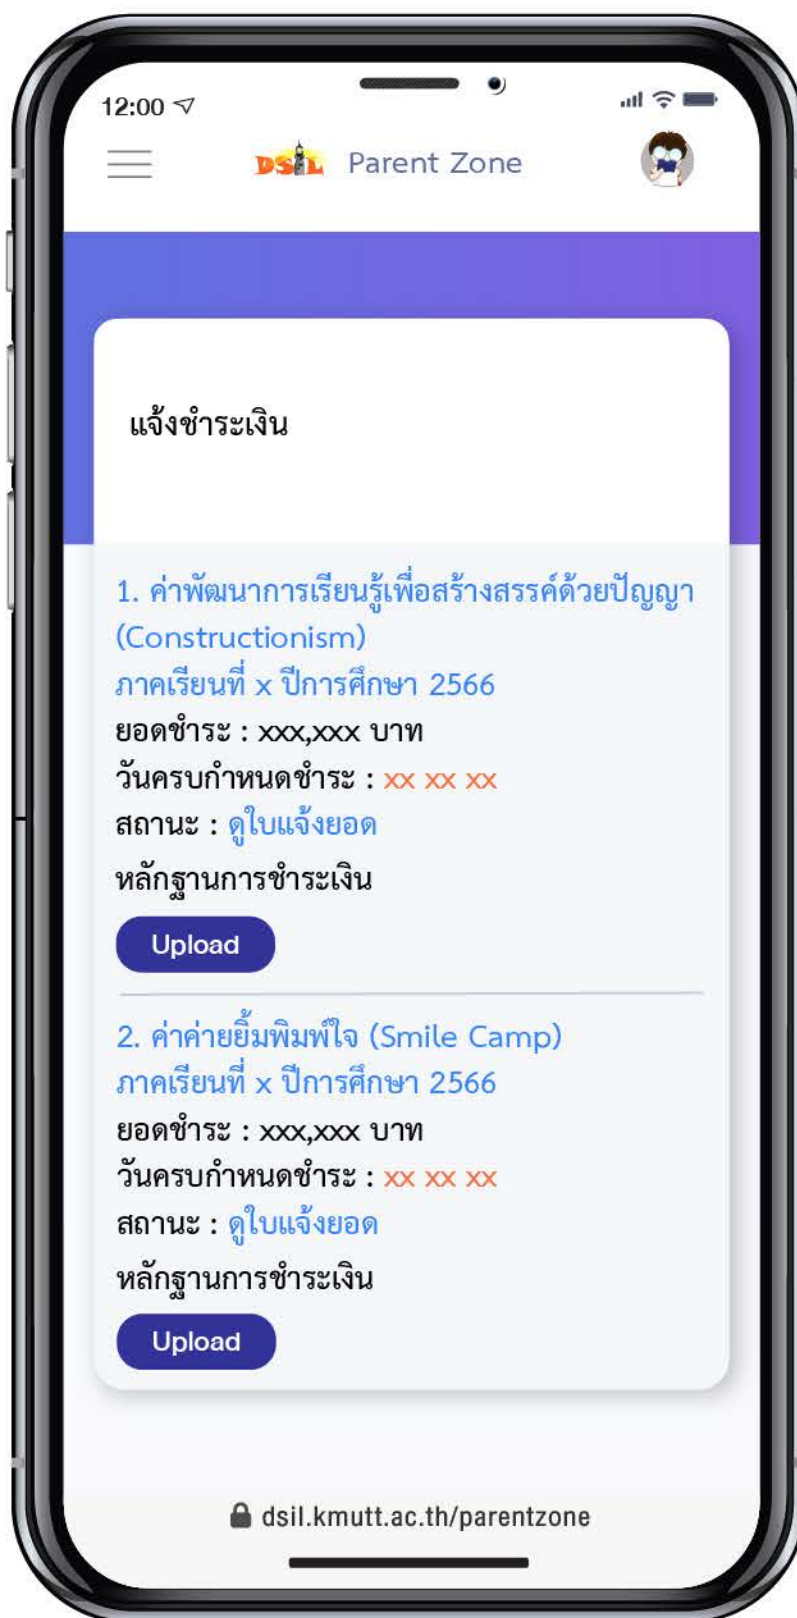 12:00
DSIL Parent Zone
แจ้งชำระเงิน
1. ค่าพัฒนาการเรียนรู้เพื่อสร้างสรรค์ด้วยปัญญา
(Constructionism)
ภาคเรียนที่ x ปีการศึกษา 2566
ยอดชำระ : xxx,xxx บาท
วันครบกำหนดชำระ : xx xx xx
สถานะ : ดูใบแจ้งยอด
หลักฐานการชำระเงิน
Upload
2. ค่าค่ายยิ้มพิมพ์ใจ (Smile Camp)
ภาคเรียนที่ x ปีการศึกษา 2566
ยอดชำระ : xxx,xxx บาท
วันครบกำหนดชำระ : xx xx xx
สถานะ : ดูใบแจ้งยอด
หลักฐานการชำระเงิน
Upload
dsil.kmutt.ac.th/parentzone